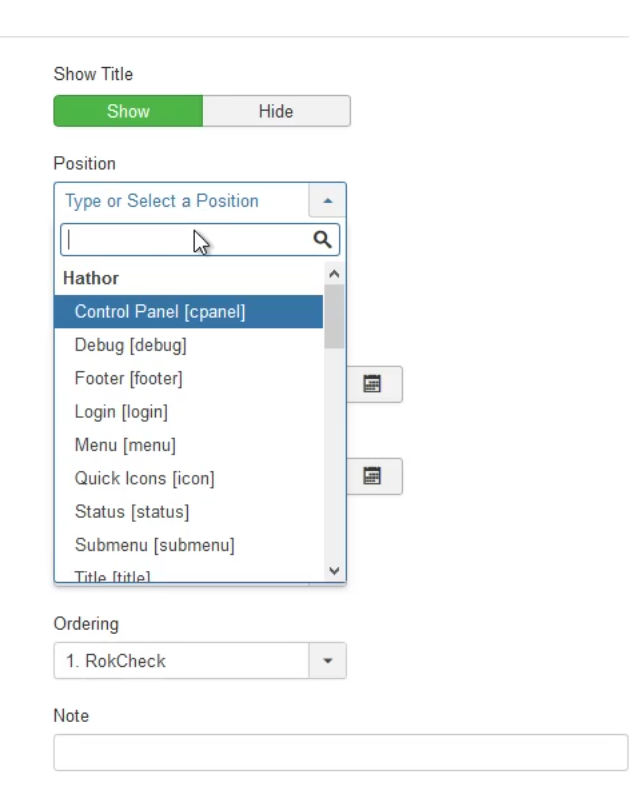 Show Title
Show Hide
Position
Type or Select a Position
Hathor
Control Panel [cpanel]
Debug [debug]
Footer [footer]
Login [login]
Menu [menu]
Quick Icons [icon]
Status [status]
Submenu [submenu]
Title [title]
Ordering
1. RokCheck
Note